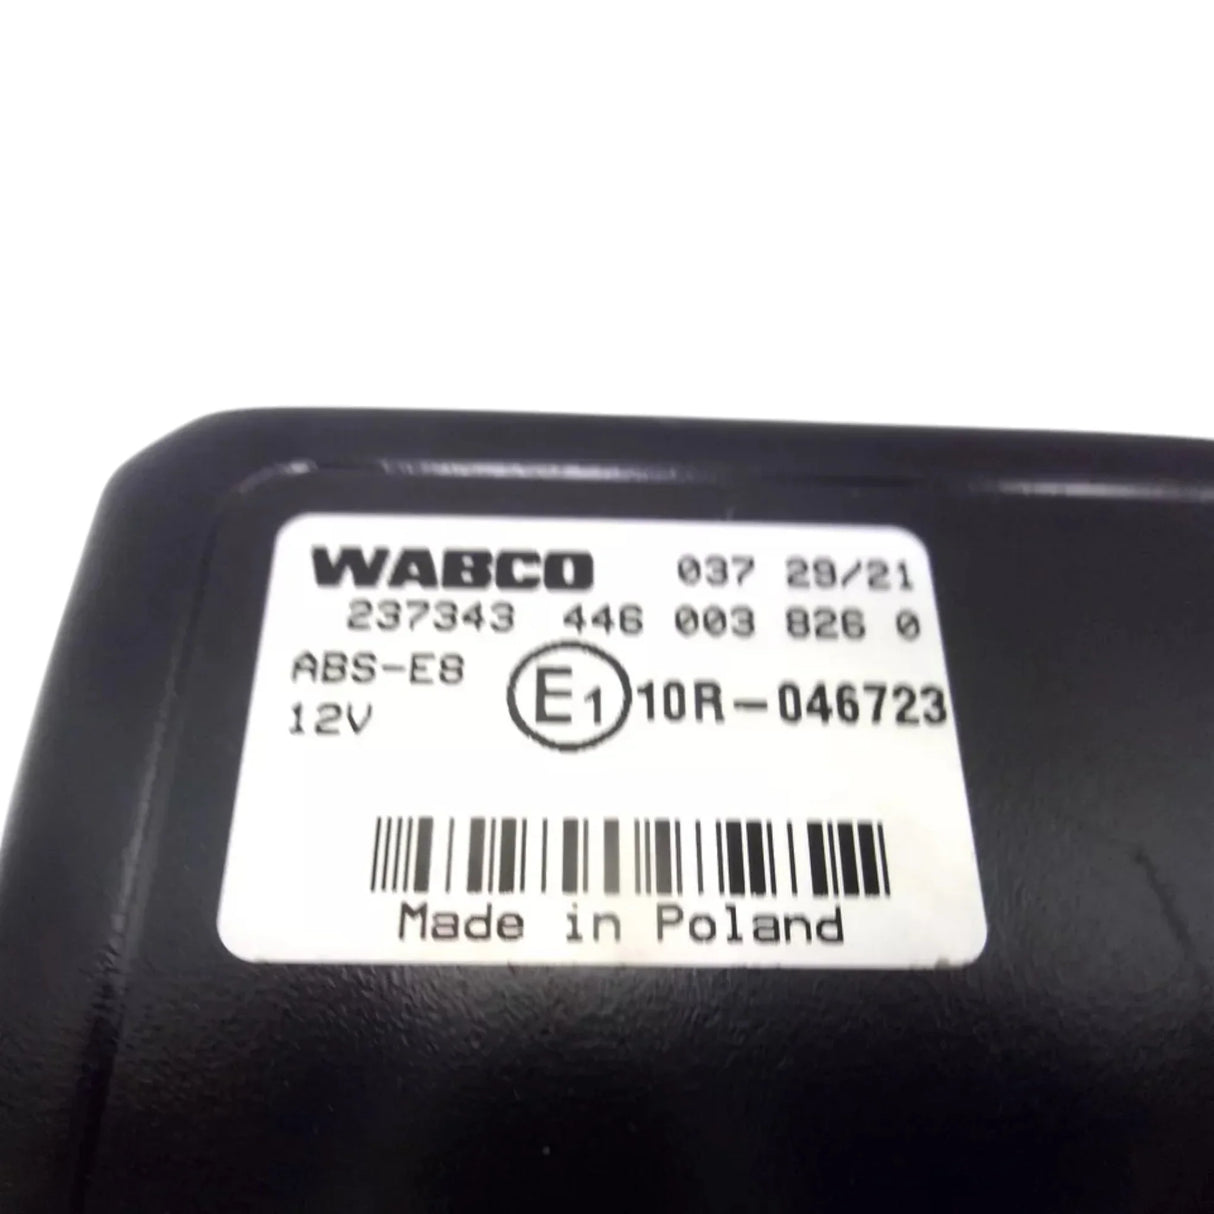 WABCO 037 29/21
237343 446 003 826 0
ABS-E8
12V
E1 10R-046723
Made in Poland